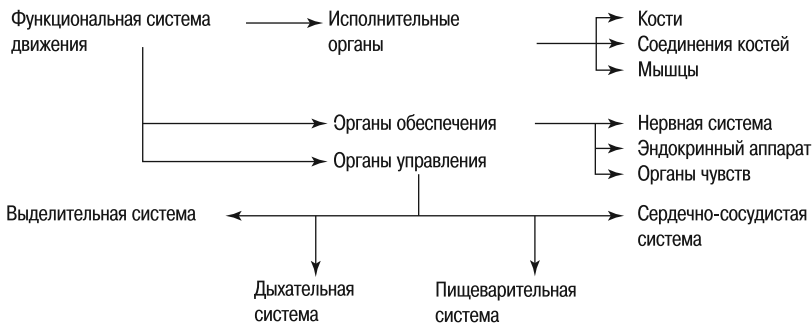 Функциональная система
движения
Исполнительные
органы
Кости
Соединения костей
Мышцы
Органы обеспечения
Нервная система
Эндокринный аппарат
Органы управления
Органы чувств
Выделительная система
Сердечно-сосудистая
система
Дыхательная
система
Пищеварительная
система